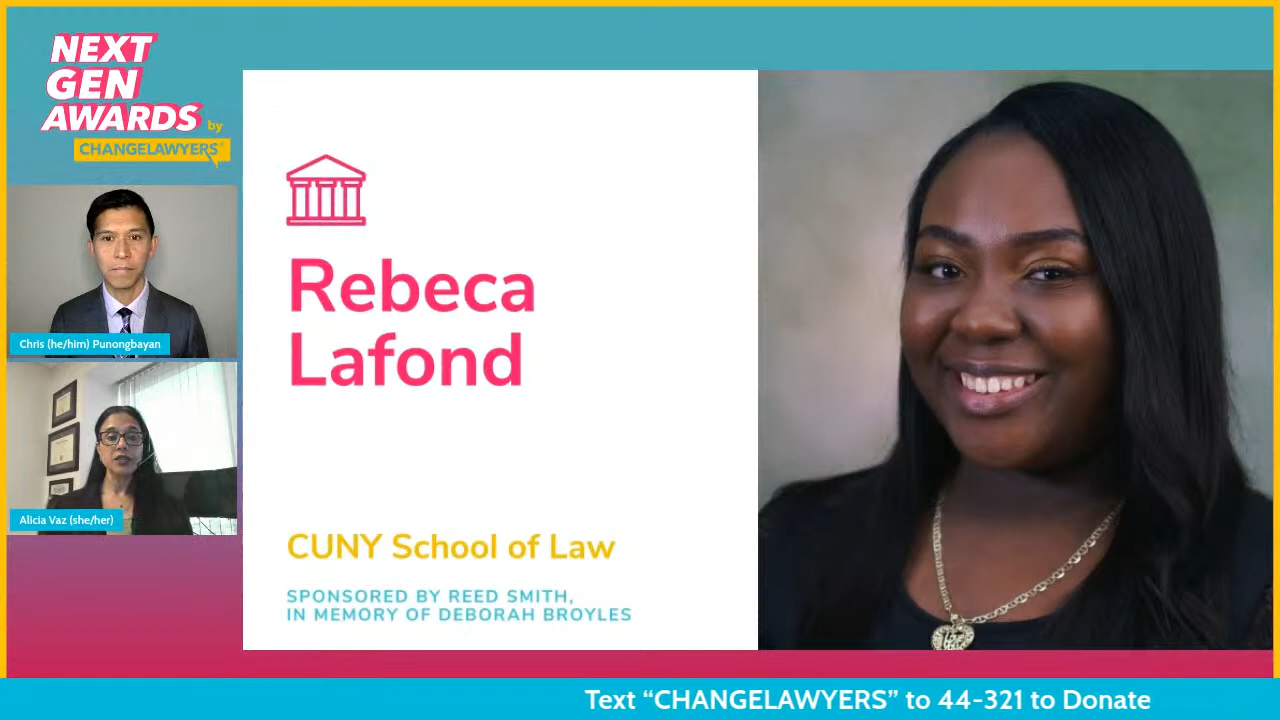 NEXT
GEN
AWARDS by
CHANGELAWYERS
Chris (he/him) Punongbayan
Alicia Vaz (she/her)
Rebeca
Lafond
CUNY School of Law
SPONSORED BY REED SMITH,
IN MEMORY OF DEBORAH BROYLES
Text “CHANGELAWYERS” to 44-321 to Donate